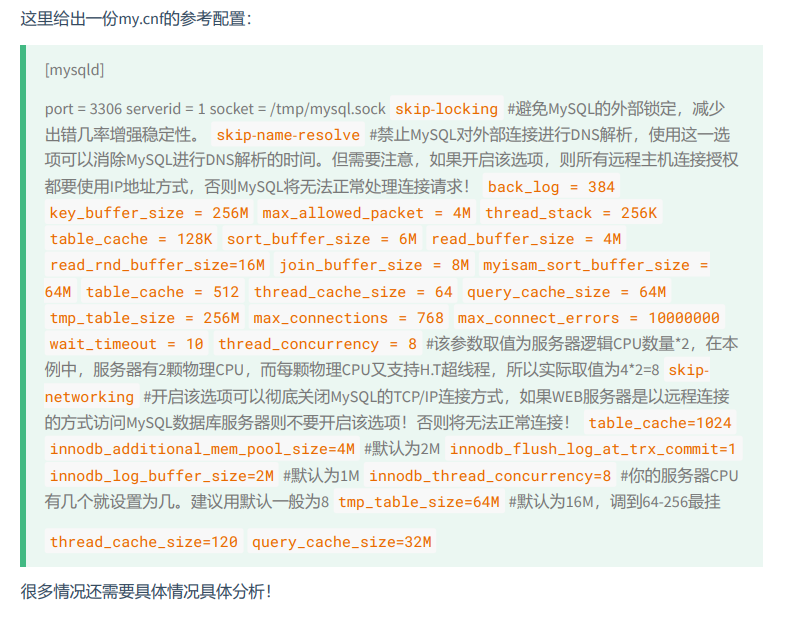 这里给出一份my.cnf的参考配置：
[mysqld]
port = 3306 serverid = 1 socket = /tmp/mysql.sock skip-locking #避免MySQL的外部锁定，减少
出错几率增强稳定性。 skip-name-resolve #禁止MySQL对外部连接进行DNS解析，使用这一选
项可以消除MySQL进行DNS解析的时间。但需要注意，如果开启该选项，则所有远程主机连接授权
都要使用IP地址方式，否则MySQL将无法正常处理连接请求！ back_log = 384
key_buffer_size = 256M max_allowed_packet = 4M thread_stack = 256K
table_cache = 128K sort_buffer_size = 6M read_buffer_size = 4M
read_rnd_buffer_size=16M join_buffer_size = 8M myisam_sort_buffer_size =
64M table_cache = 512 thread_cache_size = 64 query_cache_size = 64M
tmp_table_size = 256M max_connections = 768 max_connect_errors = 10000000
wait_timeout = 10 thread_concurrency = 8 #该参数取值为服务器逻辑CPU数量*2，在本
例中，服务器有2颗物理CPU，而每颗物理CPU又支持H.T超线程，所以实际取值为4*2=8 skip-
networking #开启该选项可以彻底关闭MySQL的TCP/IP连接方式，如果WEB服务器是以远程连接
的方式访问MySQL数据库服务器则不要开启该选项！否则将无法正常连接！ table_cache=1024
innodb_additional_mem_pool_size=4M #默认为2M innodb_flush_log_at_trx_commit=1
innodb_log_buffer_size=2M #默认为1M innodb_thread_concurrency=8 #你的服务器CPU
有几个就设置为几。建议用默认一般为8 tmp_table_size=64M #默认为16M，调到64-256最挂
thread_cache_size=120 query_cache_size=32M
很多情况还需要具体情况具体分析！